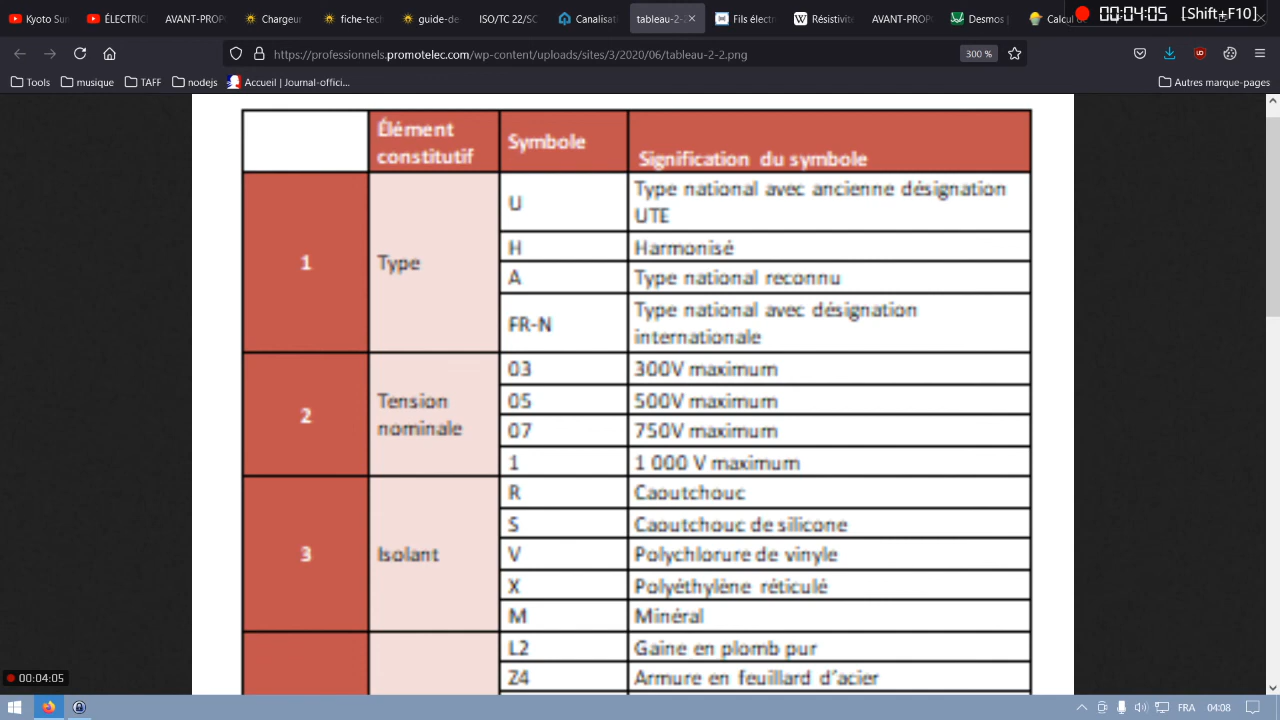 Kyoto Sun
ÉLECTRIC
AVANT-PROP
Chargeur
fiche-tech
guide-de
ISO/TC 22/SC
Canalisati
tableau-2-2
Fils électr
Résistivité
AVANT-PROP
Desmos |
00:04:05 [Shift+F10]
https://professionnels.promotelec.com/wp-content/uploads/sites/3/2020/06/tableau-2-2.png
300 %
Tools
musique
TAFF
nodejs
Accueil | Journal-offici…
Autres marque-pages
Élément
constitutif
Symbole
Signification du symbole
1
Type
U
Type national avec ancienne désignation
UTE
H
Harmonisé
A
Type national reconnu
FR-N
Type national avec désignation
internationale
2
Tension
nominale
03
300V maximum
05
500V maximum
07
750V maximum
1
1 000 V maximum
3
Isolant
R
Caoutchouc
S
Caoutchouc de silicone
V
Polychlorure de vinyle
X
Polyéthylène réticulé
M
Minéral
L2
Gaine en plomb pur
Z4
Armure en feuillard d'acier
00:04:05
FRA
04:08